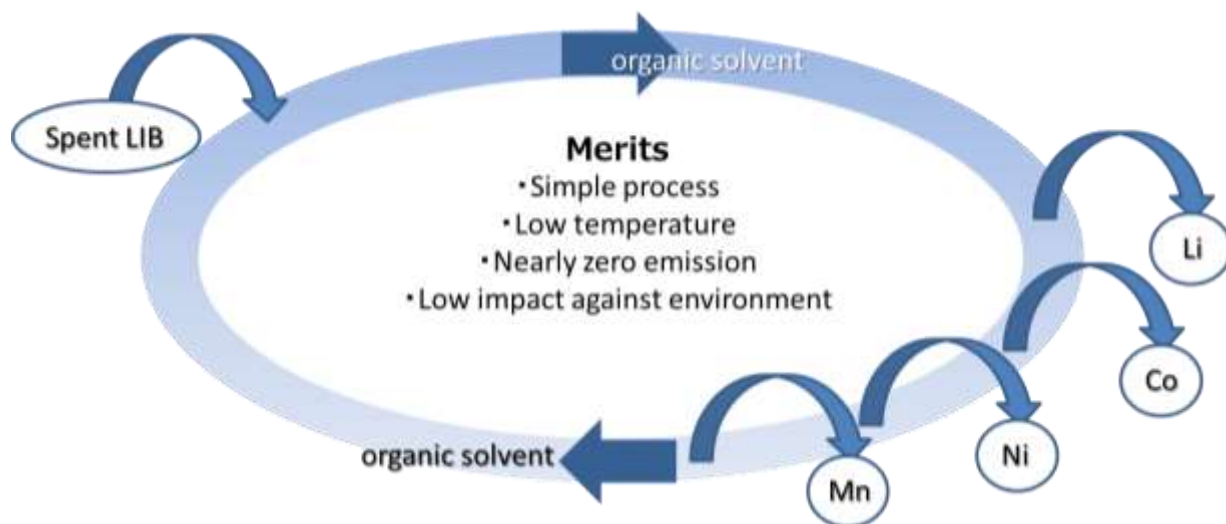 organic solvent
Spent LIB
Merits
・Simple process
・Low temperature
・Nearly zero emission
・Low impact against environment
Li
Co
Ni
Mn
organic solvent